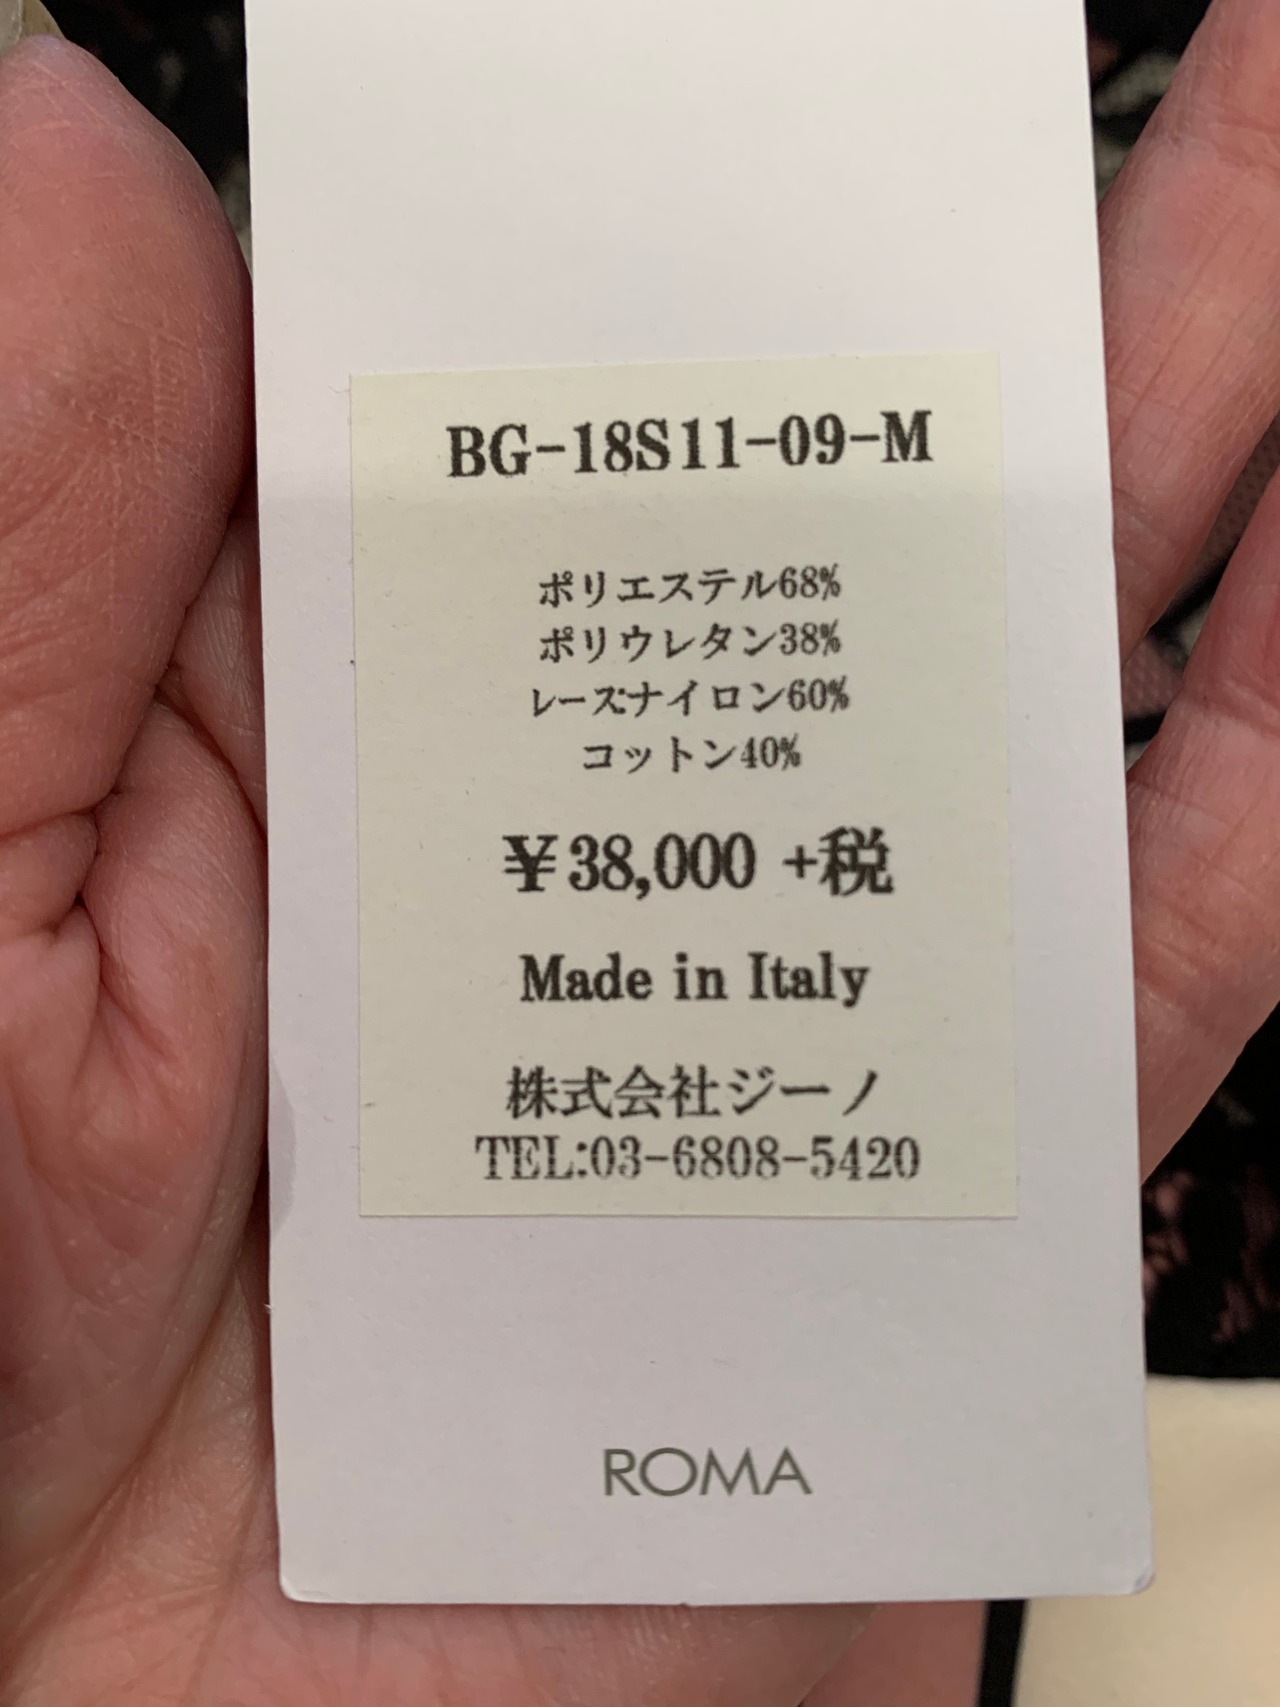 BG-18S11-09-M
ポリエステル68%
ポリウレタン38%
レース:ナイロン60%
コットン40%
¥38,000 +税
Made in Italy
株式会社ジーノ
TEL:03-6808-5420
ROMA